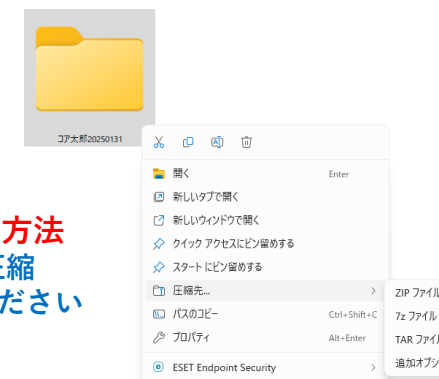 コア太郎20250131
開く Enter
新しいタブで開く
新しいウィンドウで開く
クイック アクセスにピン留めする
スタート にピン留めする
圧縮先...
パスのコピー Ctrl+Shift+C
プロパティ Alt+Enter
ESET Endpoint Security
ZIP ファイル
7z ファイル
TAR ファイル
追加オプシ
方法
圧縮
ださい